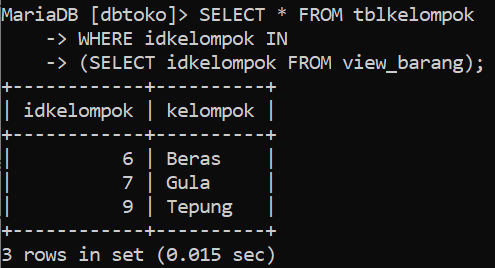 MariaDB [dbtoko]> SELECT * FROM tblkelompok
    -> WHERE idkelompok IN
    -> (SELECT idkelompok FROM view_barang);
+------------+----------+
| idkelompok | kelompok |
+------------+----------+
|          6 | Beras    |
|          7 | Gula     |
|          9 | Tepung   |
+------------+----------+
3 rows in set (0.015 sec)